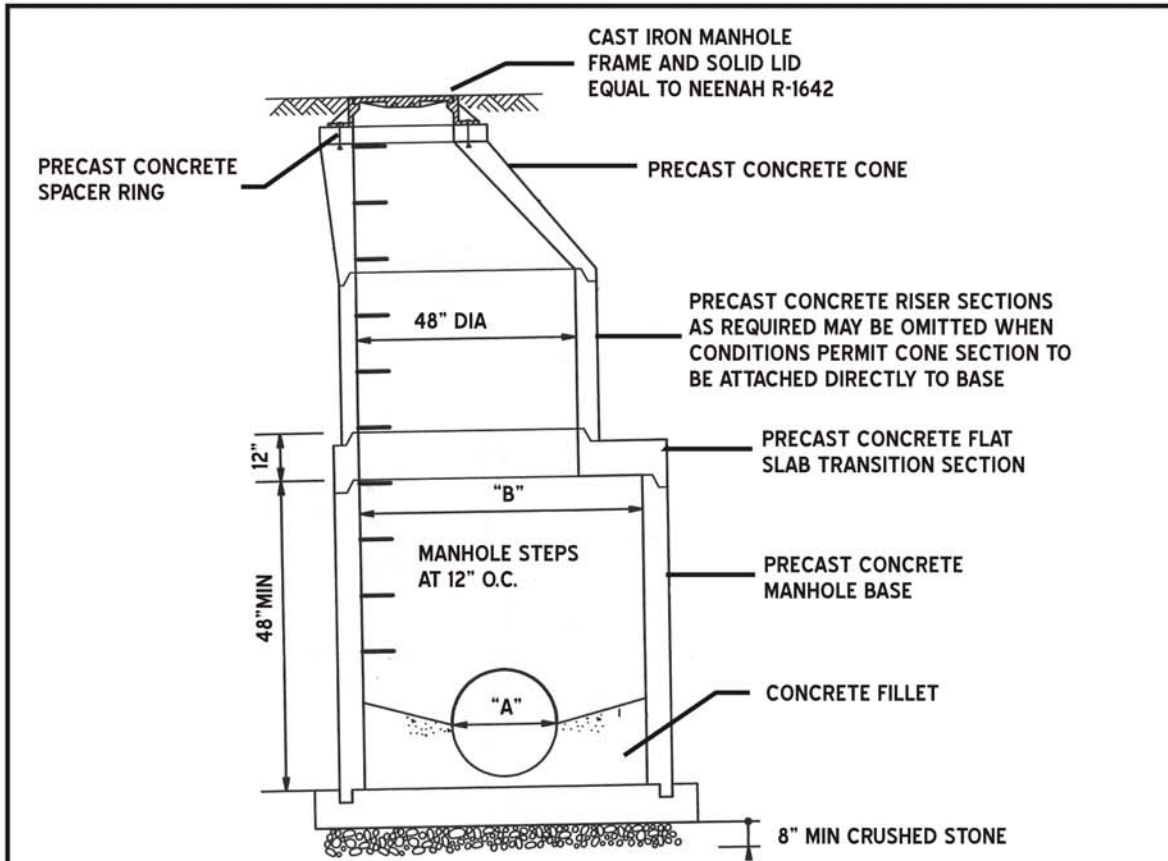 CAST IRON MANHOLE
FRAME AND SOLID LID
EQUAL TO NEENAH R-1642
PRECAST CONCRETE
SPACER RING
PRECAST CONCRETE CONE
48" DIA
PRECAST CONCRETE RISER SECTIONS
AS REQUIRED MAY BE OMITTED WHEN
CONDITIONS PERMIT CONE SECTION TO
BE ATTACHED DIRECTLY TO BASE
12"
PRECAST CONCRETE FLAT
SLAB TRANSITION SECTION
“B”
MANHOLE STEPS
AT 12" O.C.
48"MIN
PRECAST CONCRETE
MANHOLE BASE
“A”
CONCRETE FILLET
8" MIN CRUSHED STONE